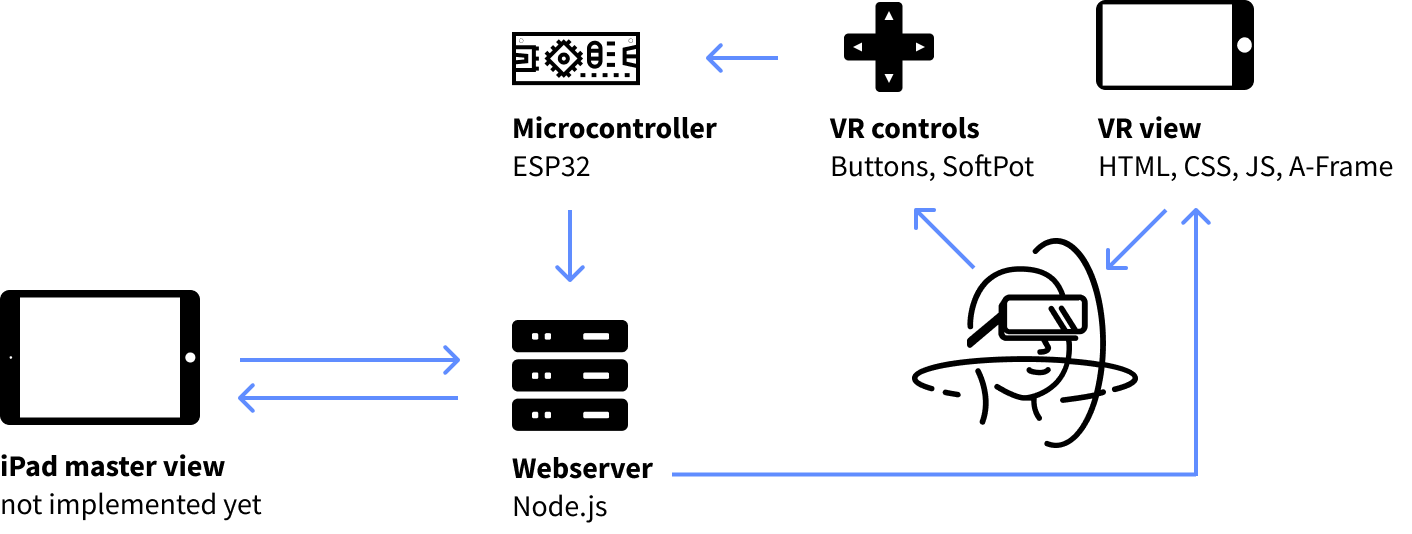 Microcontroller
ESP32
VR controls
Buttons, SoftPot
VR view
HTML, CSS, JS, A-Frame
iPad master view
not implemented yet
Webserver
Node.js